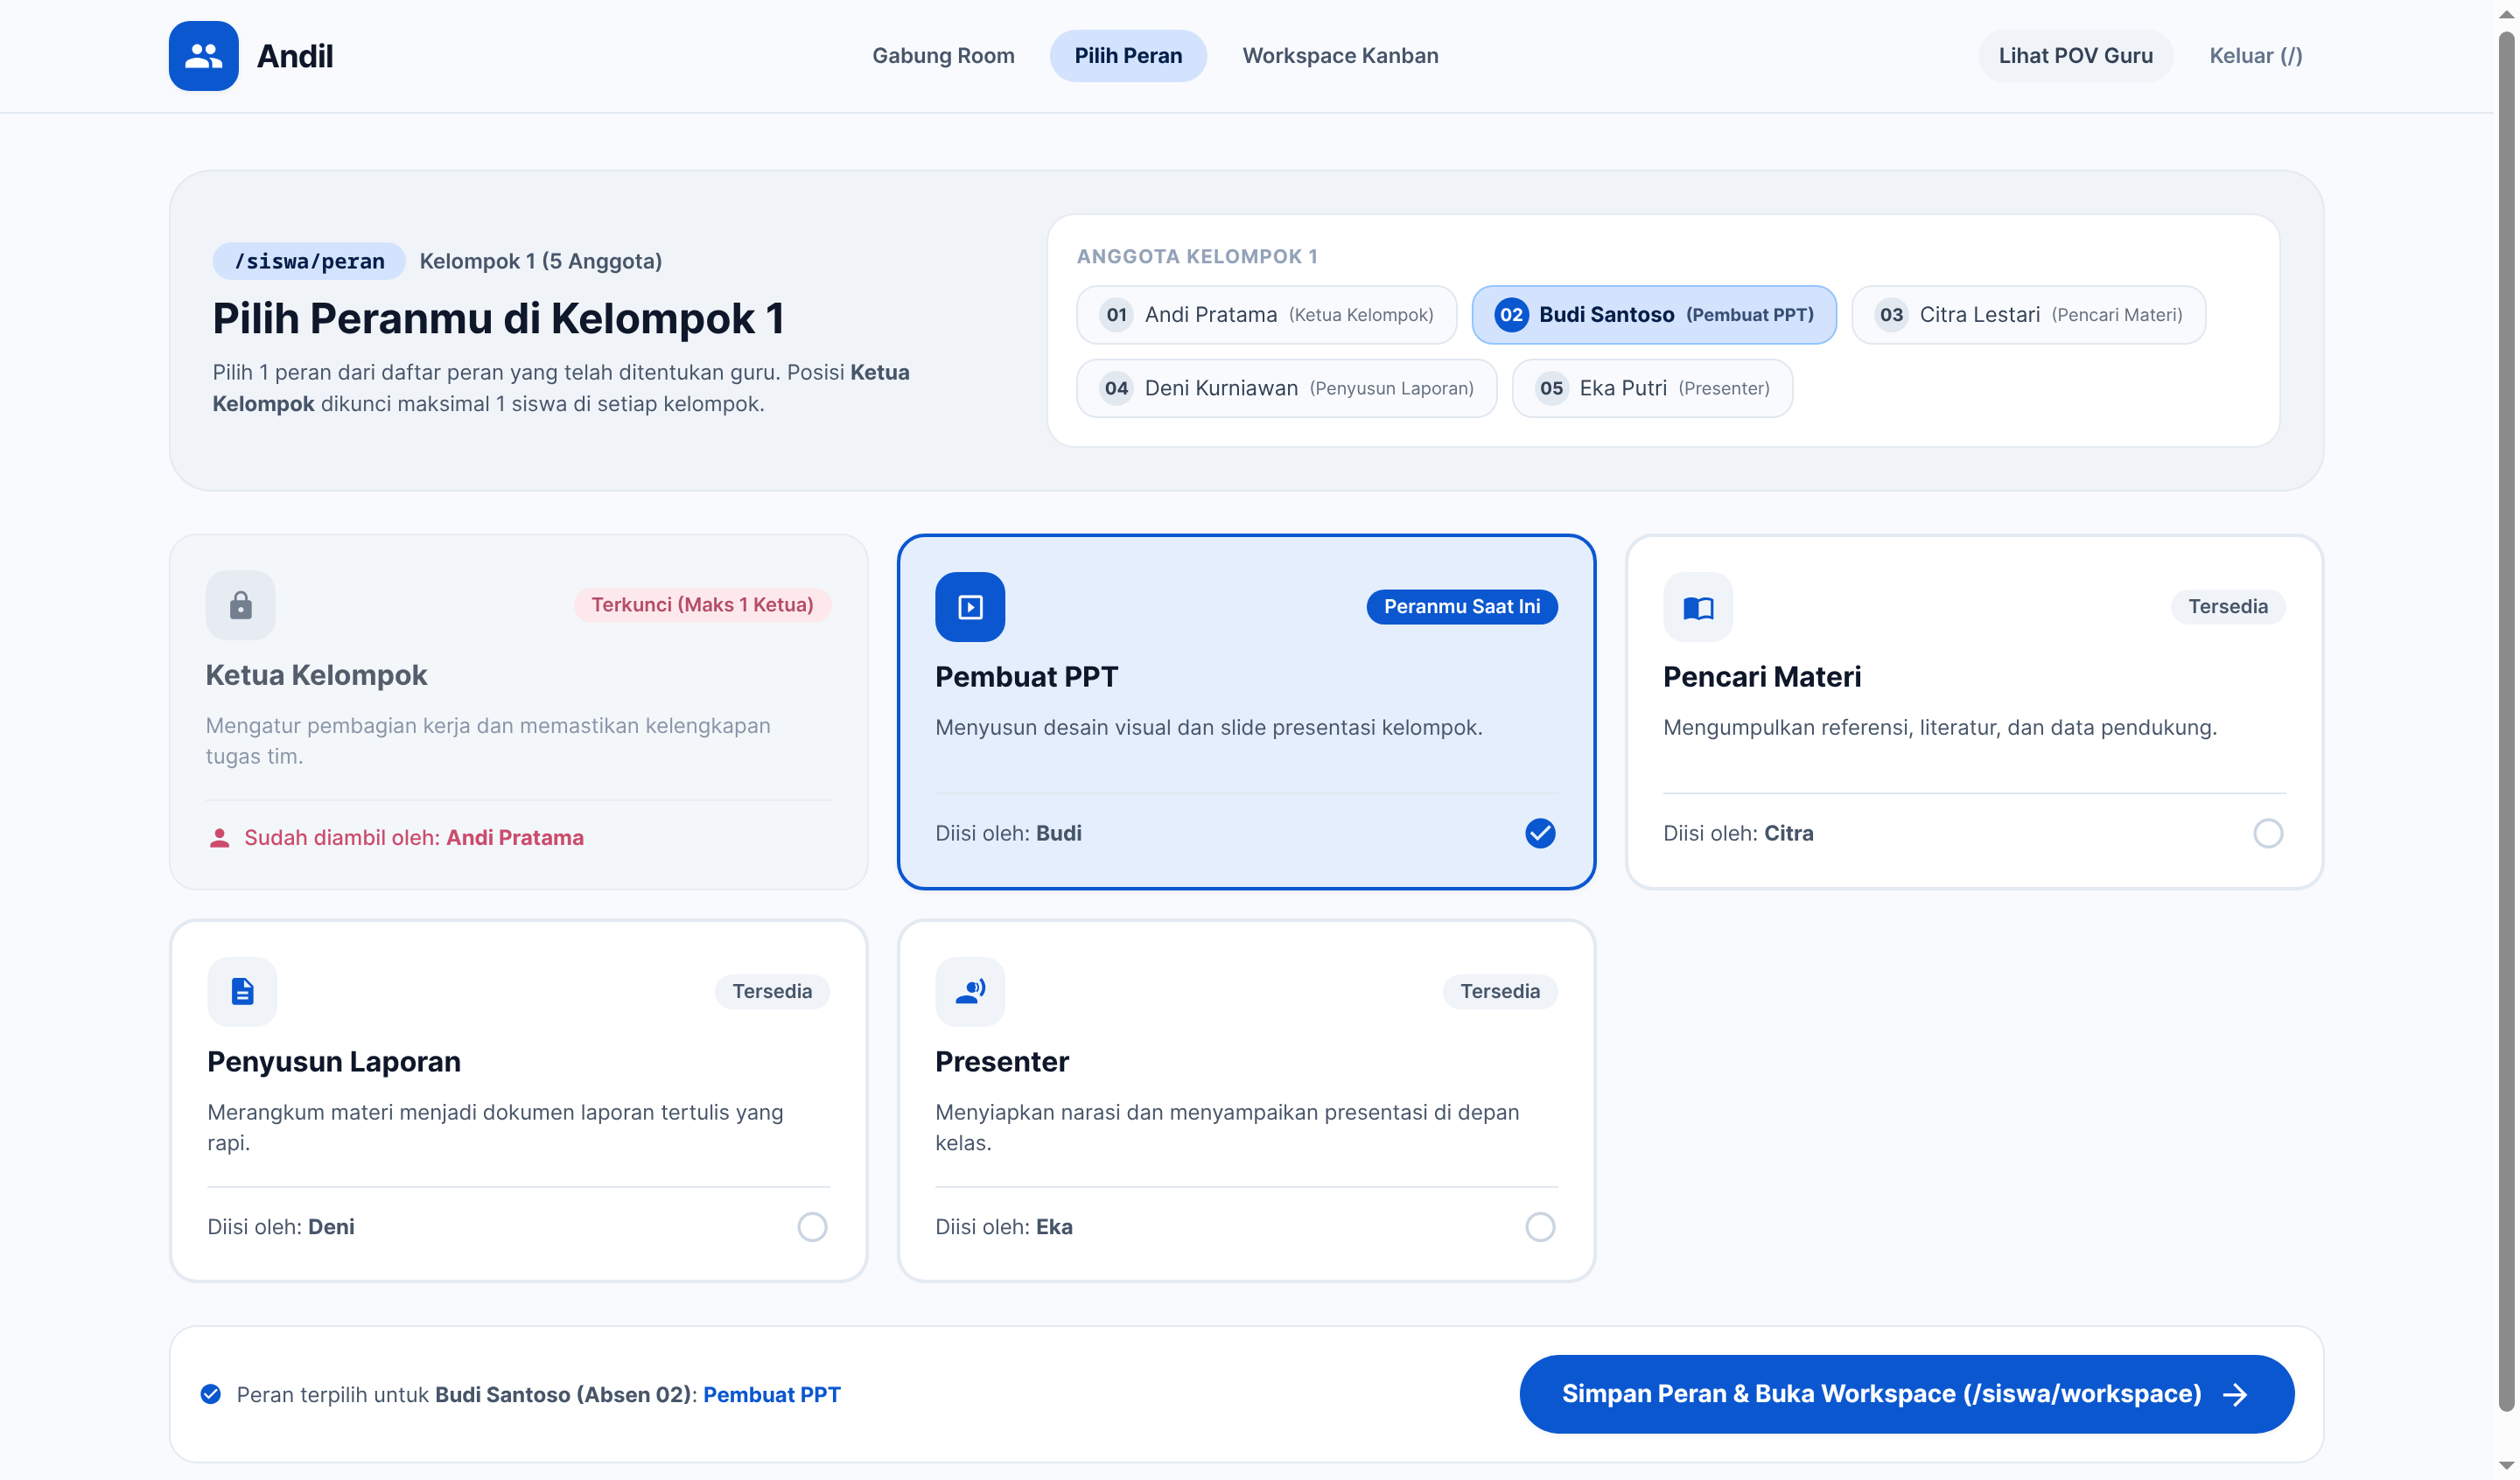 Andil
Gabung Room
Pilih Peran
Workspace Kanban
Lihat POV Guru
Keluar (/)
/siswa/peran
Kelompok 1 (5 Anggota)
Pilih Peranmu di Kelompok 1
Pilih 1 peran dari daftar peran yang telah ditentukan guru. Posisi Ketua
Kelompok dikunci maksimal 1 siswa di setiap kelompok.
ANGGOTA KELOMPOK 1
01 Andi Pratama (Ketua Kelompok)
02 Budi Santoso (Pembuat PPT)
03 Citra Lestari (Pencari Materi)
04 Deni Kurniawan (Penyusun Laporan)
05 Eka Putri (Presenter)
Terkunci (Maks 1 Ketua)
Ketua Kelompok
Mengatur pembagian kerja dan memastikan kelengkapan
tugas tim.
Sudah diambil oleh: Andi Pratama
Peranmu Saat Ini
Pembuat PPT
Menyusun desain visual dan slide presentasi kelompok.
Diisi oleh: Budi
Tersedia
Pencari Materi
Mengumpulkan referensi, literatur, dan data pendukung.
Diisi oleh: Citra
Tersedia
Penyusun Laporan
Merangkum materi menjadi dokumen laporan tertulis yang
rapi.
Diisi oleh: Deni
Tersedia
Presenter
Menyiapkan narasi dan menyampaikan presentasi di depan
kelas.
Diisi oleh: Eka
Peran terpilih untuk Budi Santoso (Absen 02): Pembuat PPT
Simpan Peran & Buka Workspace (/siswa/workspace)